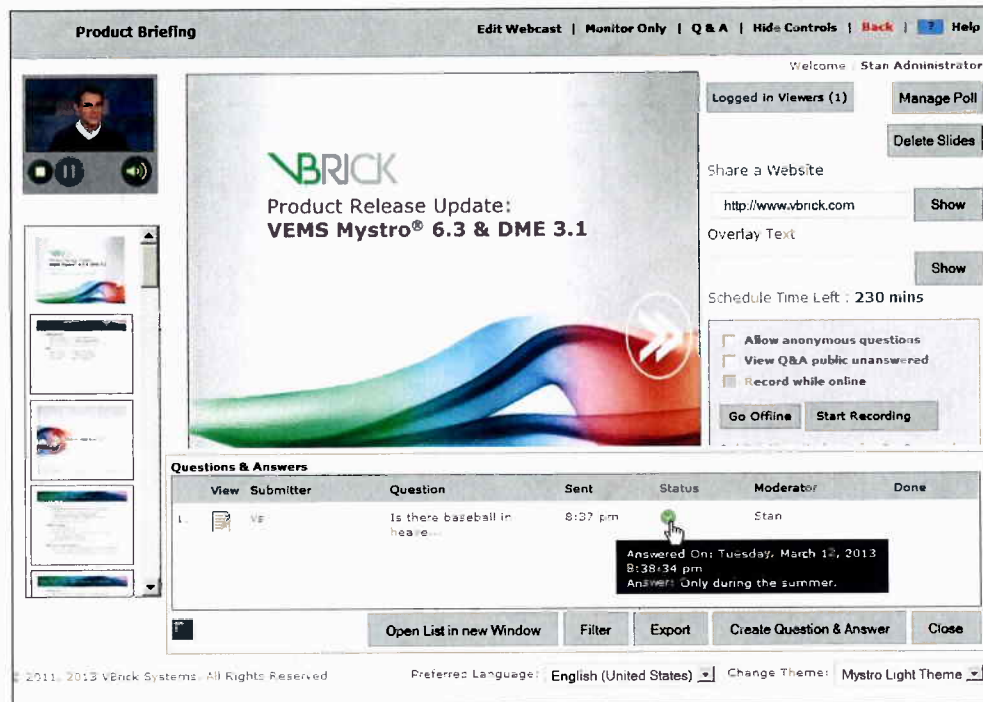 Product Briefing
Edit Webcast | Monitor Only | Q & A | Hide Controls | Back | ? Help
Welcome Stan Administrator
Logged in Viewers (1)
Manage Poll
Delete Slides
VBRICK
Product Release Update:
VEMS Mystro® 6.3 & DME 3.1
Share a Website
http://www.vbrick.com
Show
Overlay Text
Show
Schedule Time Left : 230 mins
Allow anonymous questions
View Q&A public unanswered
Record while online
Go Offline
Start Recording
Questions & Answers
View Submitter Question Sent Status Moderator Done
1. Is there baseball in 8:37 pm Stan
heave...
Answered On: Tuesday, March 12, 2013
8:38:34 pm
Answer: Only during the summer.
Open List in new Window
Filter
Export
Create Question & Answer
Close
© 2011, 2013 VBrick Systems. All Rights Reserved
Preferred Language: English (United States)
Change Theme: Mystro Light Theme